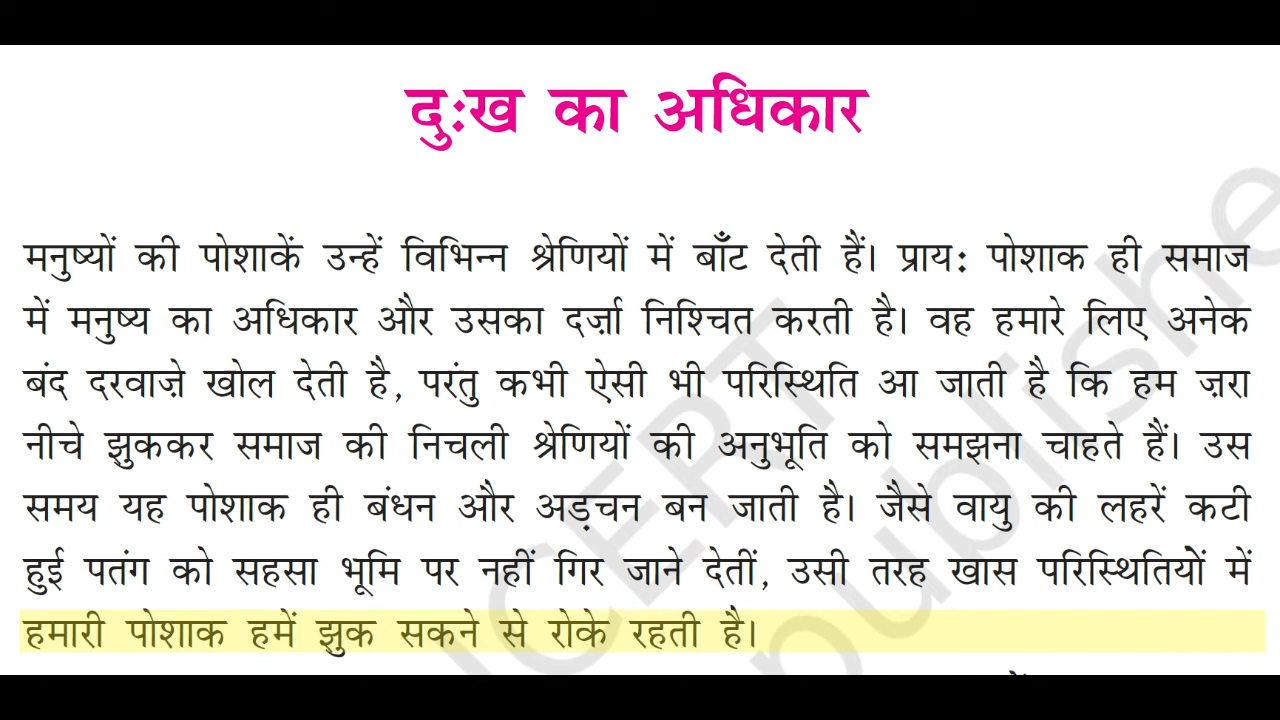 दुःख का अधिकार
मनुष्यों की पोशाकें उन्हें विभिन्न श्रेणियों में बाँट देती हैं। प्राय: पोशाक ही समाज
में मनुष्य का अधिकार और उसका दर्ज़ा निश्चित करती है। वह हमारे लिए अनेक
बंद दरवाज़े खोल देती है, परंतु कभी ऐसी भी परिस्थिति आ जाती है कि हम ज़रा
नीचे झुककर समाज की निचली श्रेणियों की अनुभूति को समझना चाहते हैं। उस
समय यह पोशाक ही बंधन और अड़चन बन जाती है। जैसे वायु की लहरें कटी
हुई पतंग को सहसा भूमि पर नहीं गिर जाने देतीं, उसी तरह खास परिस्थितियों में
हमारी पोशाक हमें झुक सकने से रोके रहती है।
NCERT
publishe